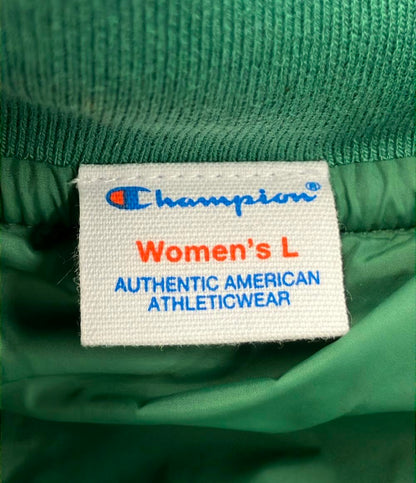 Champion®
Women's L
AUTHENTIC AMERICAN
ATHLETICWEAR